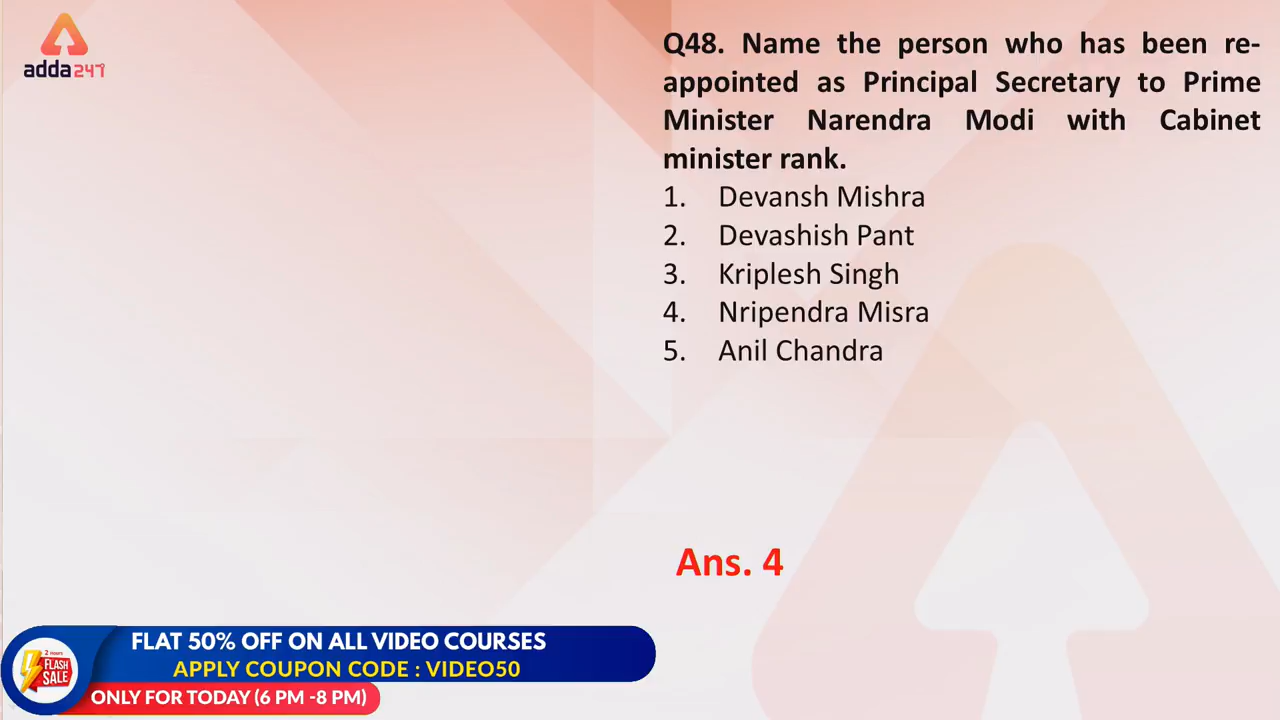 adda247
Q48. Name the person who has been re-
appointed as Principal Secretary to Prime
Minister Narendra Modi with Cabinet
minister rank.
1. Devansh Mishra
2. Devashish Pant
3. Kriplesh Singh
4. Nripendra Misra
5. Anil Chandra
Ans. 4
FLAT 50% OFF ON ALL VIDEO COURSES
APPLY COUPON CODE : VIDEO50
2 Hours
FLASH
SALE
ONLY FOR TODAY (6 PM -8 PM)